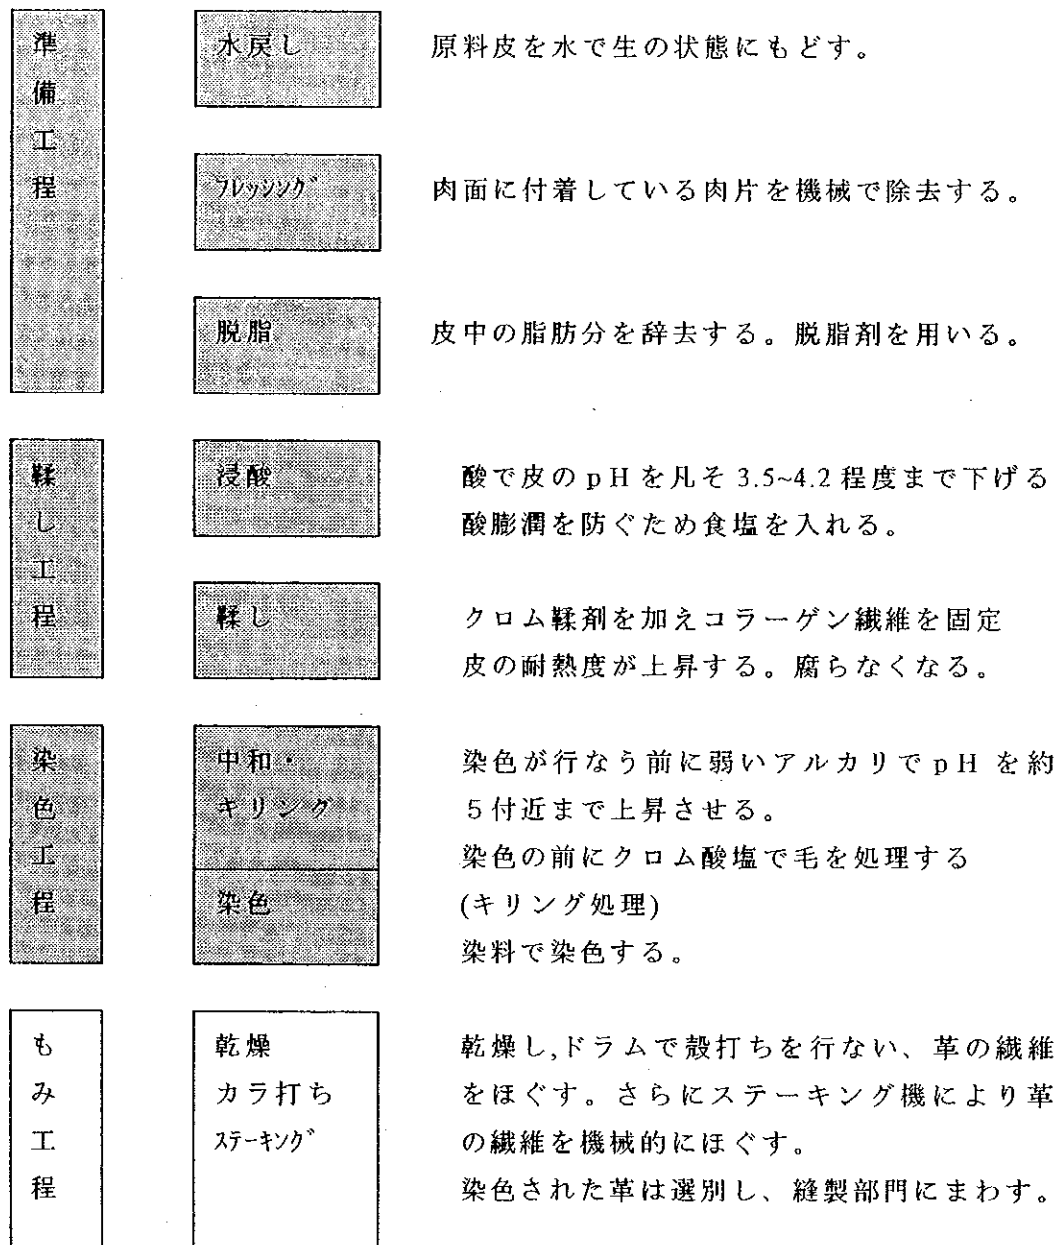 準備工程
水戻し
原料皮を水で生の状態にもどす。
フレッシング
肉面に付着している肉片を機械で除去する。
脱脂
皮中の脂肪分を辞去する。脱脂剤を用いる。
鞣し工程
浸酸
酸で皮のpHを凡そ3.5~4.2程度まで下げる
酸膨潤を防ぐため食塩を入れる。
鞣し
クロム鞣剤を加えコラーゲン繊維を固定
皮の耐熱度が上昇する。腐らなくなる。
染色工程
中和・
キリング
染色が行なう前に弱いアルカリでpHを約
5付近まで上昇させる。
染色の前にクロム酸塩で毛を処理する
(キリング処理)
染色
染料で染色する。
もみ工程
乾燥
カラ打ち
ステーキング
乾燥し,ドラムで殻打ちを行ない、革の繊維
をほぐす。さらにステーキング機により革
の繊維を機械的にほぐす。
染色された革は選別し、縫製部門にまわす。